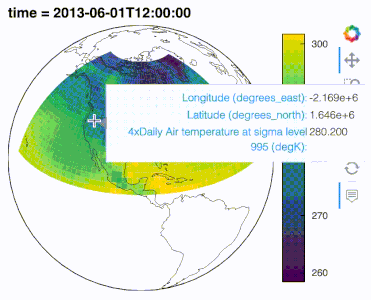 time = 2013-06-01T12:00:00
300
Longitude (degrees_east): -2.169e+6
Latitude (degrees_north): 1.646e+6
4xDaily Air temperature at sigma level 280.200
995 (degK):
270
260